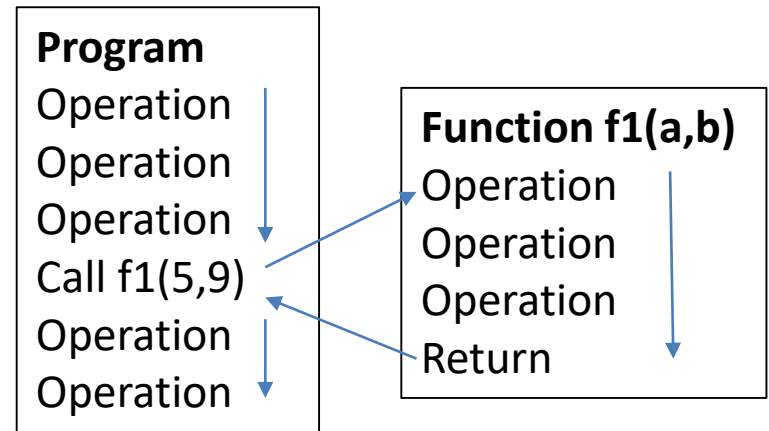 Program
Operation
Operation
Operation
Call f1(5,9)
Operation
Operation
Function f1(a,b)
Operation
Operation
Operation
Return